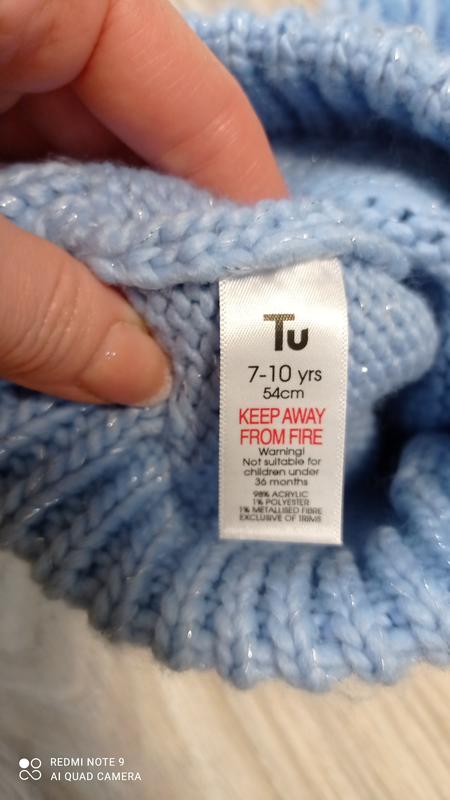 Tu
7-10 yrs
54cm
KEEP AWAY
FROM FIRE
Warning!
Not suitable for
children under
36 months
98% ACRYLIC
1% POLYESTER
1% METALLISED FIBRE
EXCLUSIVE OF TRIMS
REDMI NOTE 9
AI QUAD CAMERA